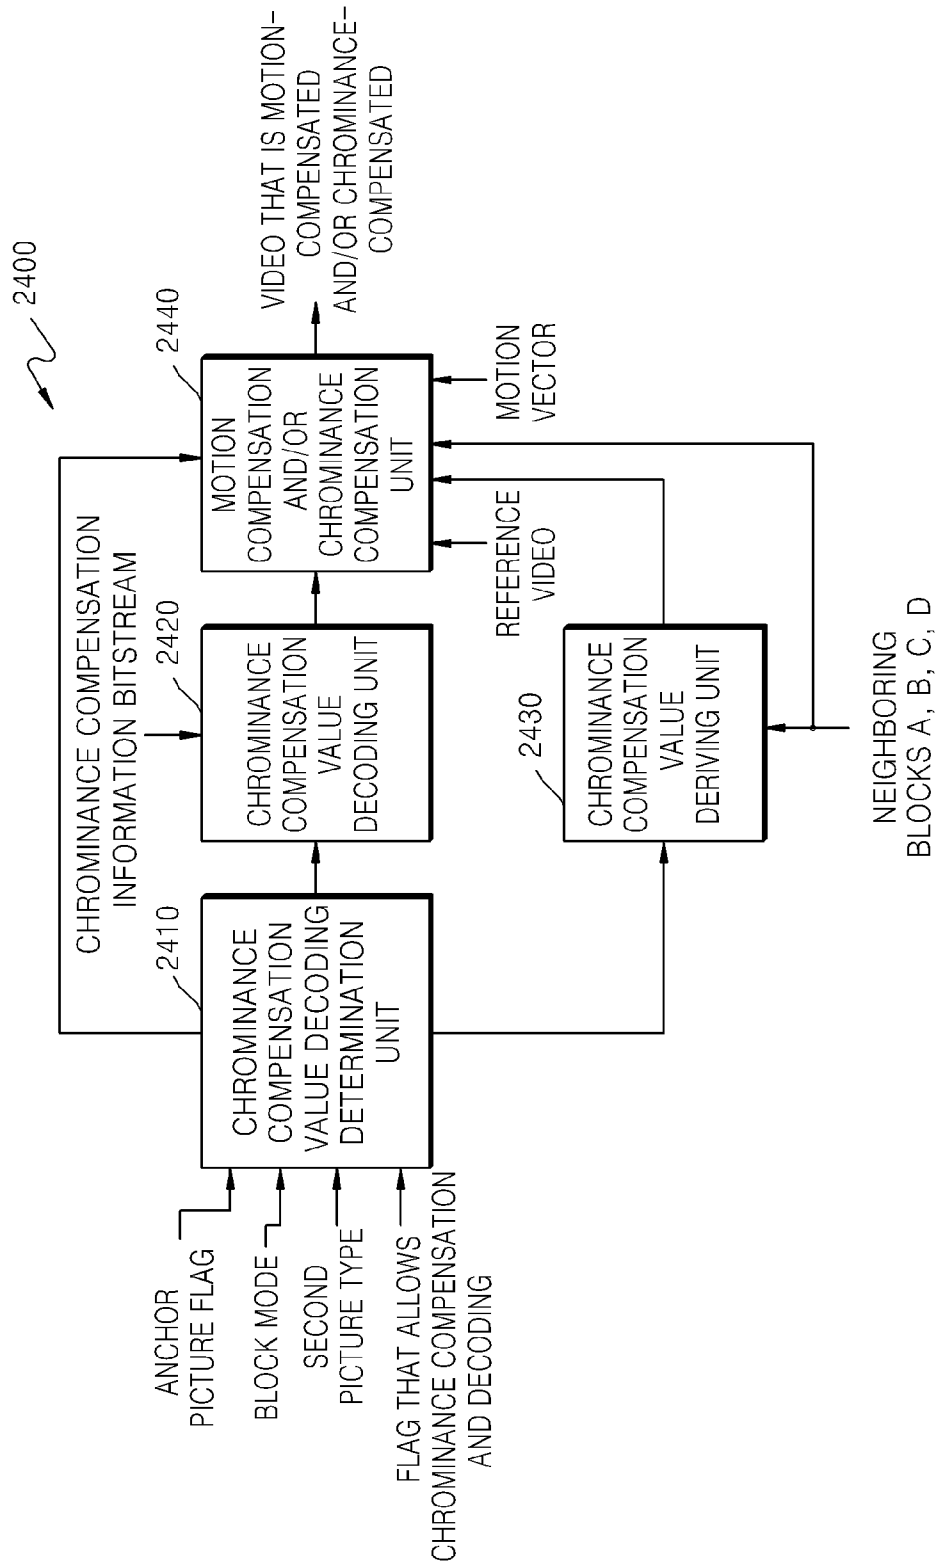 2400
CHROMINANCE COMPENSATION
INFORMATION BITSTREAM
2410
2420
2440
ANCHOR
PICTURE FLAG
BLOCK MODE
SECOND
PICTURE TYPE
FLAG THAT ALLOWS
CHROMINANCE COMPENSATION
AND DECODING
CHROMINANCE
COMPENSATION
VALUE DECODING
DETERMINATION
UNIT
CHROMINANCE
COMPENSATION
VALUE
DECODING UNIT
MOTION
COMPENSATION
AND/OR
CHROMINANCE
COMPENSATION
UNIT
VIDEO THAT IS MOTION-
COMPENSATED
AND/OR CHROMINANCE-
COMPENSATED
REFERENCE
VIDEO
MOTION
VECTOR
2430
CHROMINANCE
COMPENSATION
VALUE
DERIVING UNIT
NEIGHBORING
BLOCKS A, B, C, D